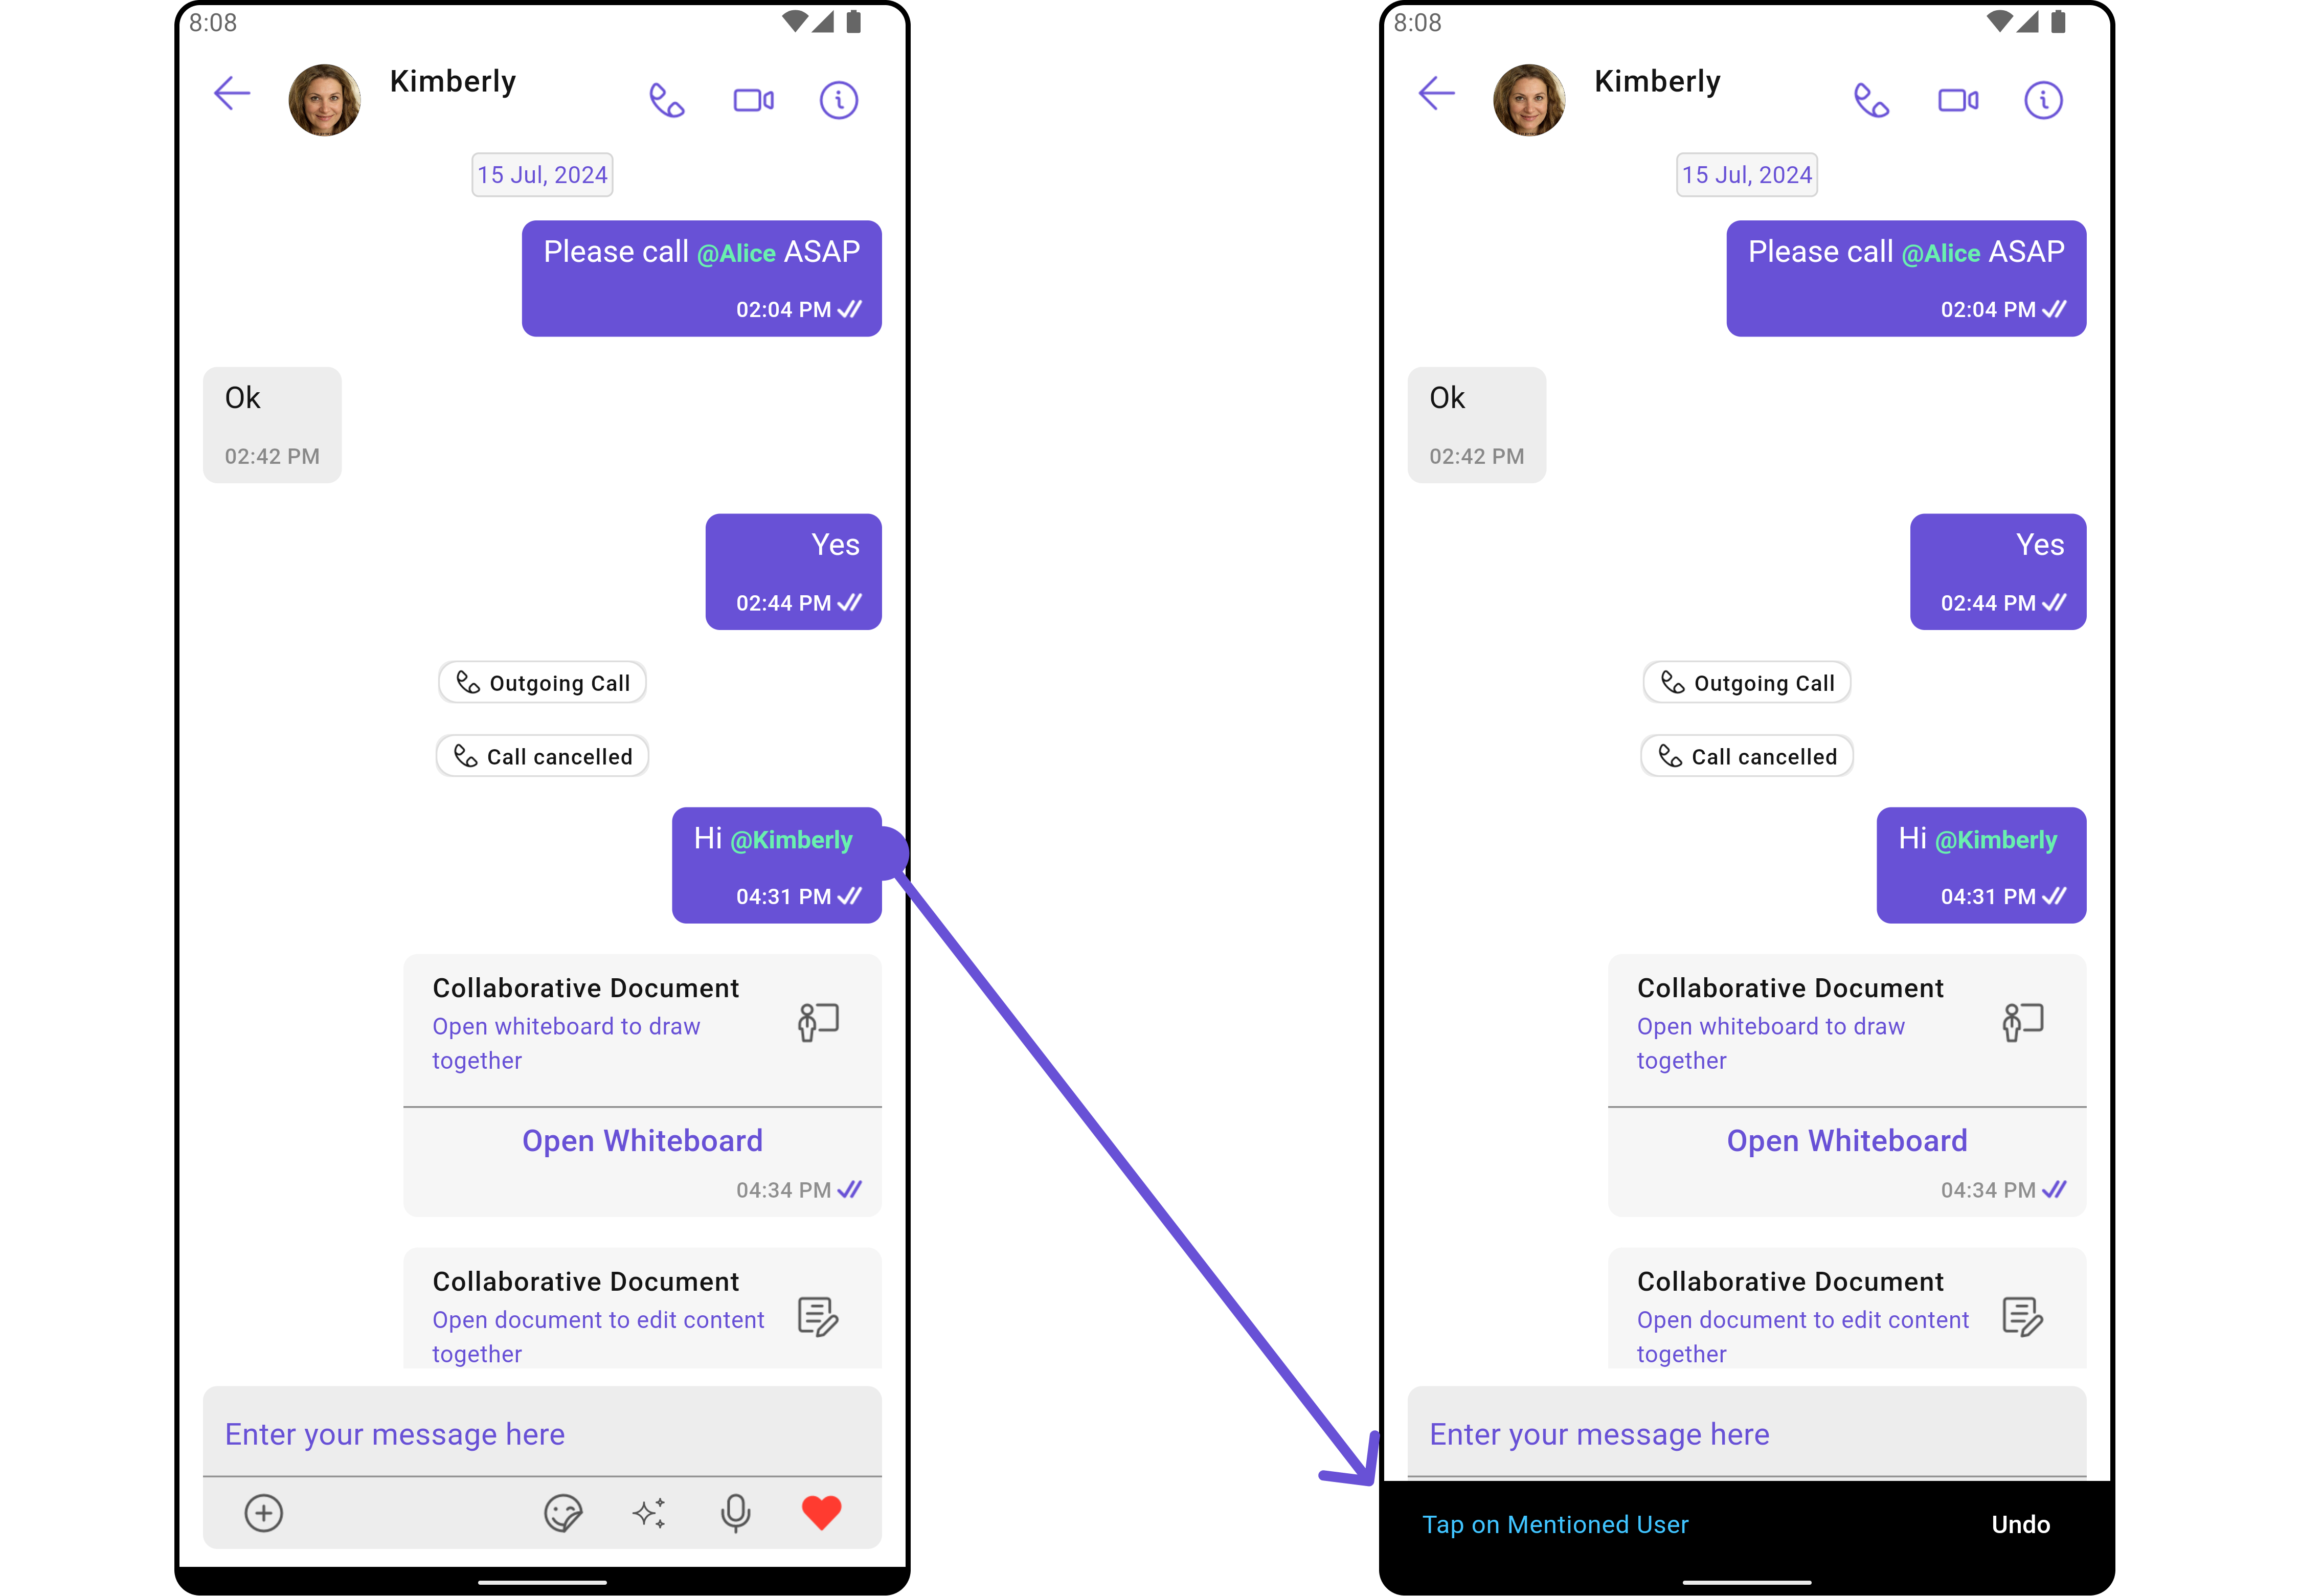 8:08
Kimberly
15 Jul, 2024
Please call @Alice ASAP
02:04 PM
Ok
02:42 PM
Yes
02:44 PM
Outgoing Call
Call cancelled
Hi @Kimberly
04:31 PM
Collaborative Document
Open whiteboard to draw
together
Open Whiteboard
04:34 PM
Collaborative Document
Open document to edit content
together
Enter your message here
8:08
Kimberly
15 Jul, 2024
Please call @Alice ASAP
02:04 PM
Ok
02:42 PM
Yes
02:44 PM
Outgoing Call
Call cancelled
Hi @Kimberly
04:31 PM
Collaborative Document
Open whiteboard to draw
together
Open Whiteboard
04:34 PM
Collaborative Document
Open document to edit content
together
Enter your message here
Tap on Mentioned User
Undo